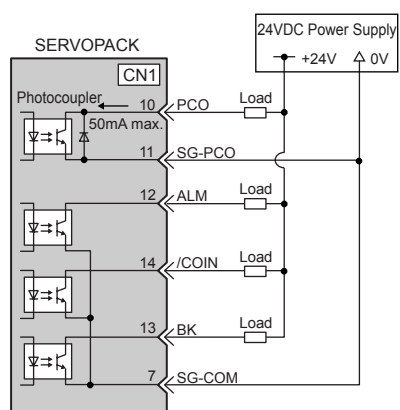 24VDC Power Supply
+24V 0V
SERVOPACK
CN1
Photocoupler
10 PCO Load
50mA max.
11 SG-PCO
12 ALM Load
14 /COIN Load
13 BK Load
7 SG-COM